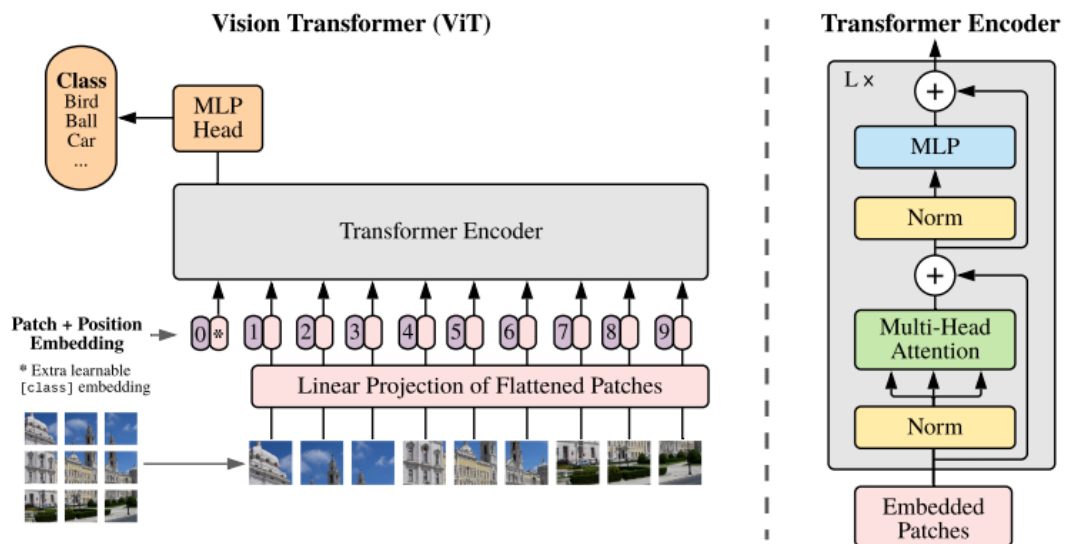 Vision Transformer (ViT)
Class
Bird
Ball
Car
...
MLP
Head
Transformer Encoder
Patch + Position
Embedding
0 * 1 2 3 4 5 6 7 8 9
* Extra learnable
[class] embedding
Linear Projection of Flattened Patches
Transformer Encoder
L ×
+
MLP
Norm
+
Multi-Head
Attention
Norm
Embedded
Patches